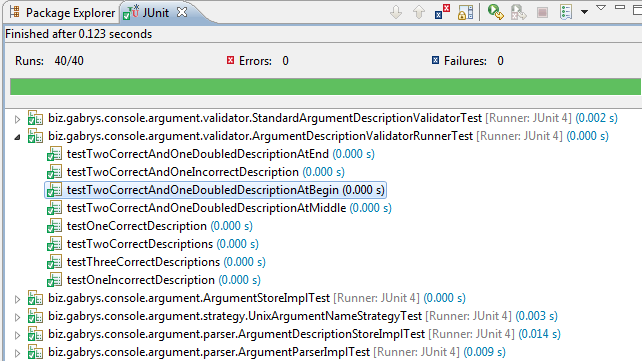 Package Explorer JUnit
Finished after 0.123 seconds
Runs: 40/40 Errors: 0 Failures: 0
biz.gabrys.console.argument.validator.StandardArgumentDescriptionValidatorTest [Runner: JUnit 4] (0.002 s)
biz.gabrys.console.argument.validator.ArgumentDescriptionValidatorRunnerTest [Runner: JUnit 4] (0.000 s)
testTwoCorrectAndOneDoubledDescriptionAtEnd (0.000 s)
testTwoCorrectAndOneIncorrectDescription (0.000 s)
testTwoCorrectAndOneDoubledDescriptionAtBegin (0.000 s)
testTwoCorrectAndOneDoubledDescriptionAtMiddle (0.000 s)
testOneCorrectDescription (0.000 s)
testTwoCorrectDescriptions (0.000 s)
testThreeCorrectDescriptions (0.000 s)
testOneIncorrectDescription (0.000 s)
biz.gabrys.console.argument.ArgumentStoreImplTest [Runner: JUnit 4] (0.000 s)
biz.gabrys.console.argument.strategy.UnixArgumentNameStrategyTest [Runner: JUnit 4] (0.003 s)
biz.gabrys.console.argument.parser.ArgumentDescriptionStoreImplTest [Runner: JUnit 4] (0.014 s)
biz.gabrys.console.argument.parser.ArgumentParserImplTest [Runner: JUnit 4] (0.009 s)